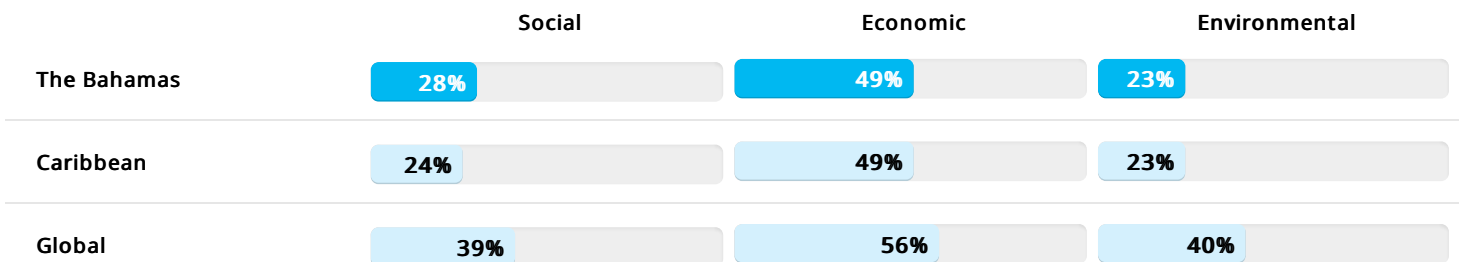 Social Economic Environmental
The Bahamas 28% 49% 23%
Caribbean 24% 49% 23%
Global 39% 56% 40%